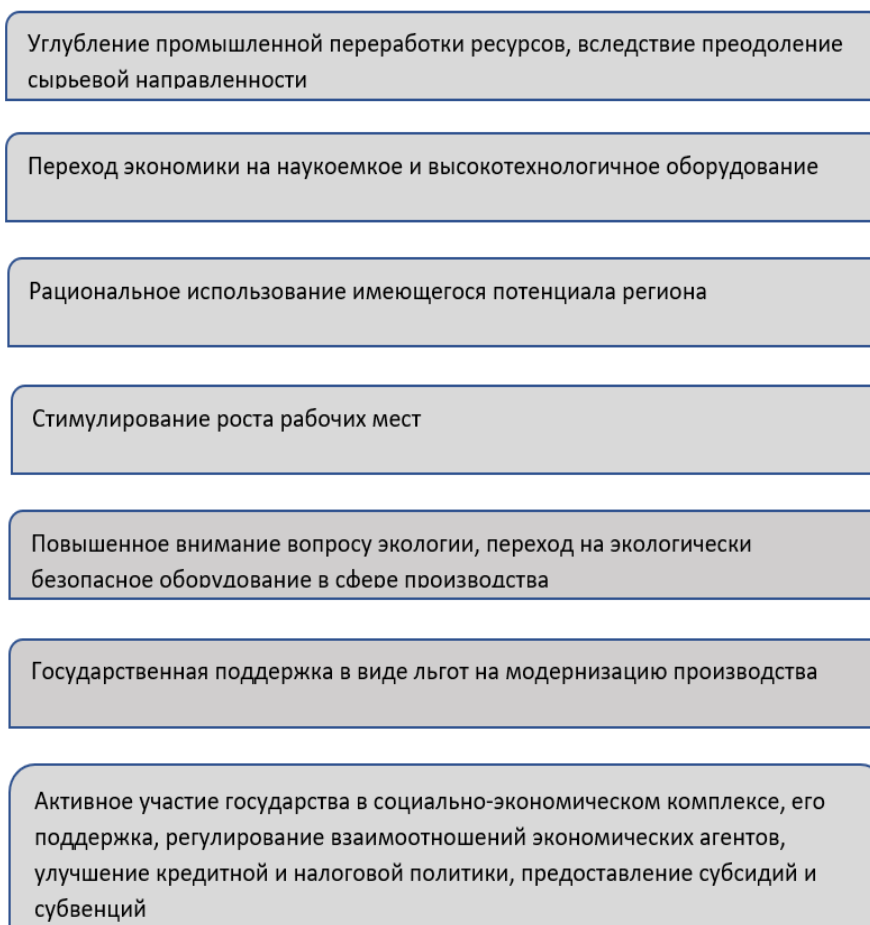 Углубление промышленной переработки ресурсов, вследствие преодоление
сырьевой направленности
Переход экономики на наукоемкое и высокотехнологичное оборудование
Рациональное использование имеющегося потенциала региона
Стимулирование роста рабочих мест
Повышенное внимание вопросу экологии, переход на экологически
безопасное оборудование в сфере производства
Государственная поддержка в виде льгот на модернизацию производства
Активное участие государства в социально-экономическом комплексе, его
поддержка, регулирование взаимоотношений экономических агентов,
улучшение кредитной и налоговой политики, предоставление субсидий и
субвенций